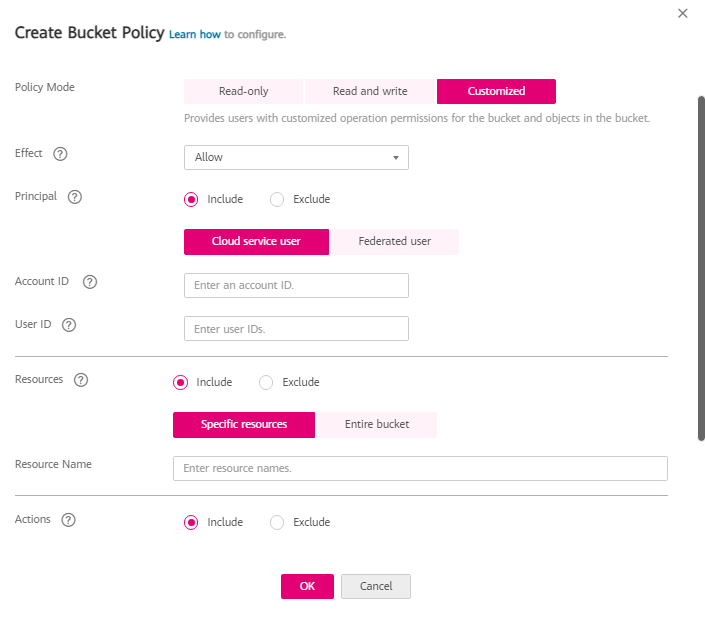 Create Bucket Policy Learn how to configure.
Policy Mode Read-only Read and write Customized
Provides users with customized operation permissions for the bucket and objects in the bucket.
Effect ? Allow
Principal ? Include Exclude
Cloud service user Federated user
Account ID ? Enter an account ID.
User ID ? Enter user IDs.
Resources ? Include Exclude
Specific resources Entire bucket
Resource Name Enter resource names.
Actions ? Include Exclude
OK Cancel